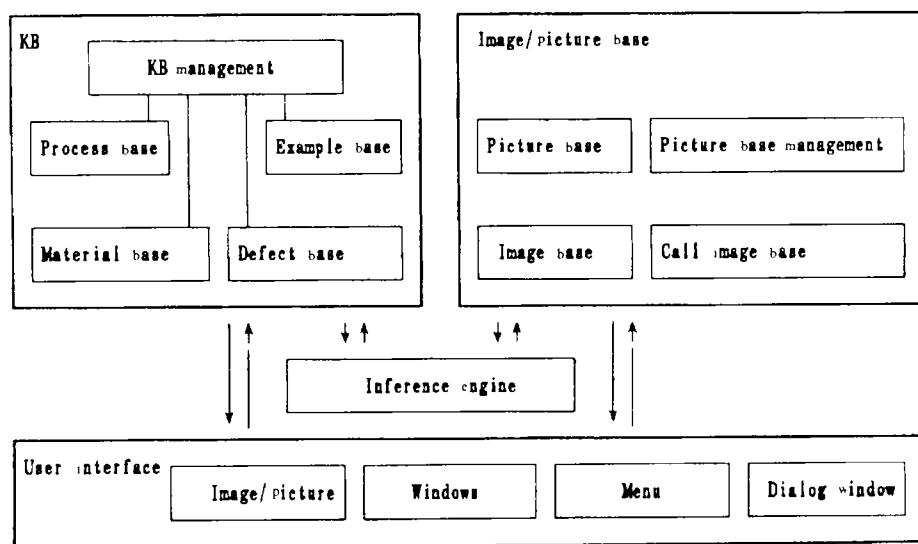 KB
KB management
Process base
Example base
Material base
Defect base
Image/picture base
Picture base
Picture base management
Image base
Call image base
Inference engine
User interface
Image/picture
Windows
Menu
Dialog window